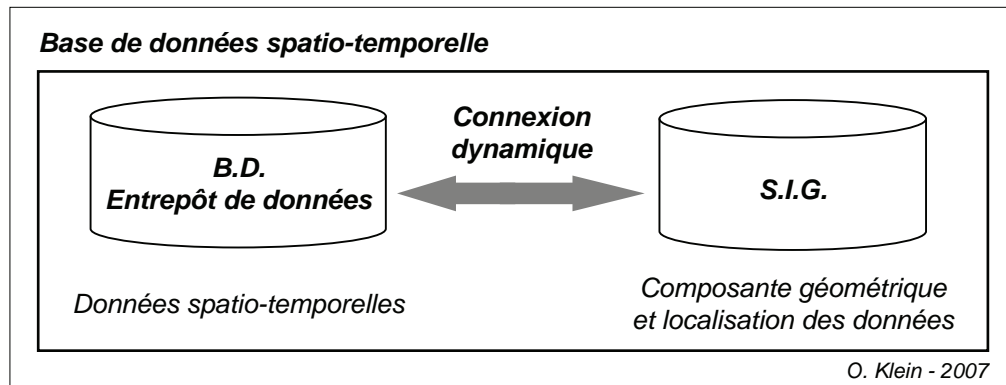 Base de données spatio-temporelle
B.D.
Entrepôt de données
Connexion
dynamique
S.I.G.
Données spatio-temporelles
Composante géométrique
et localisation des données
O. Klein - 2007